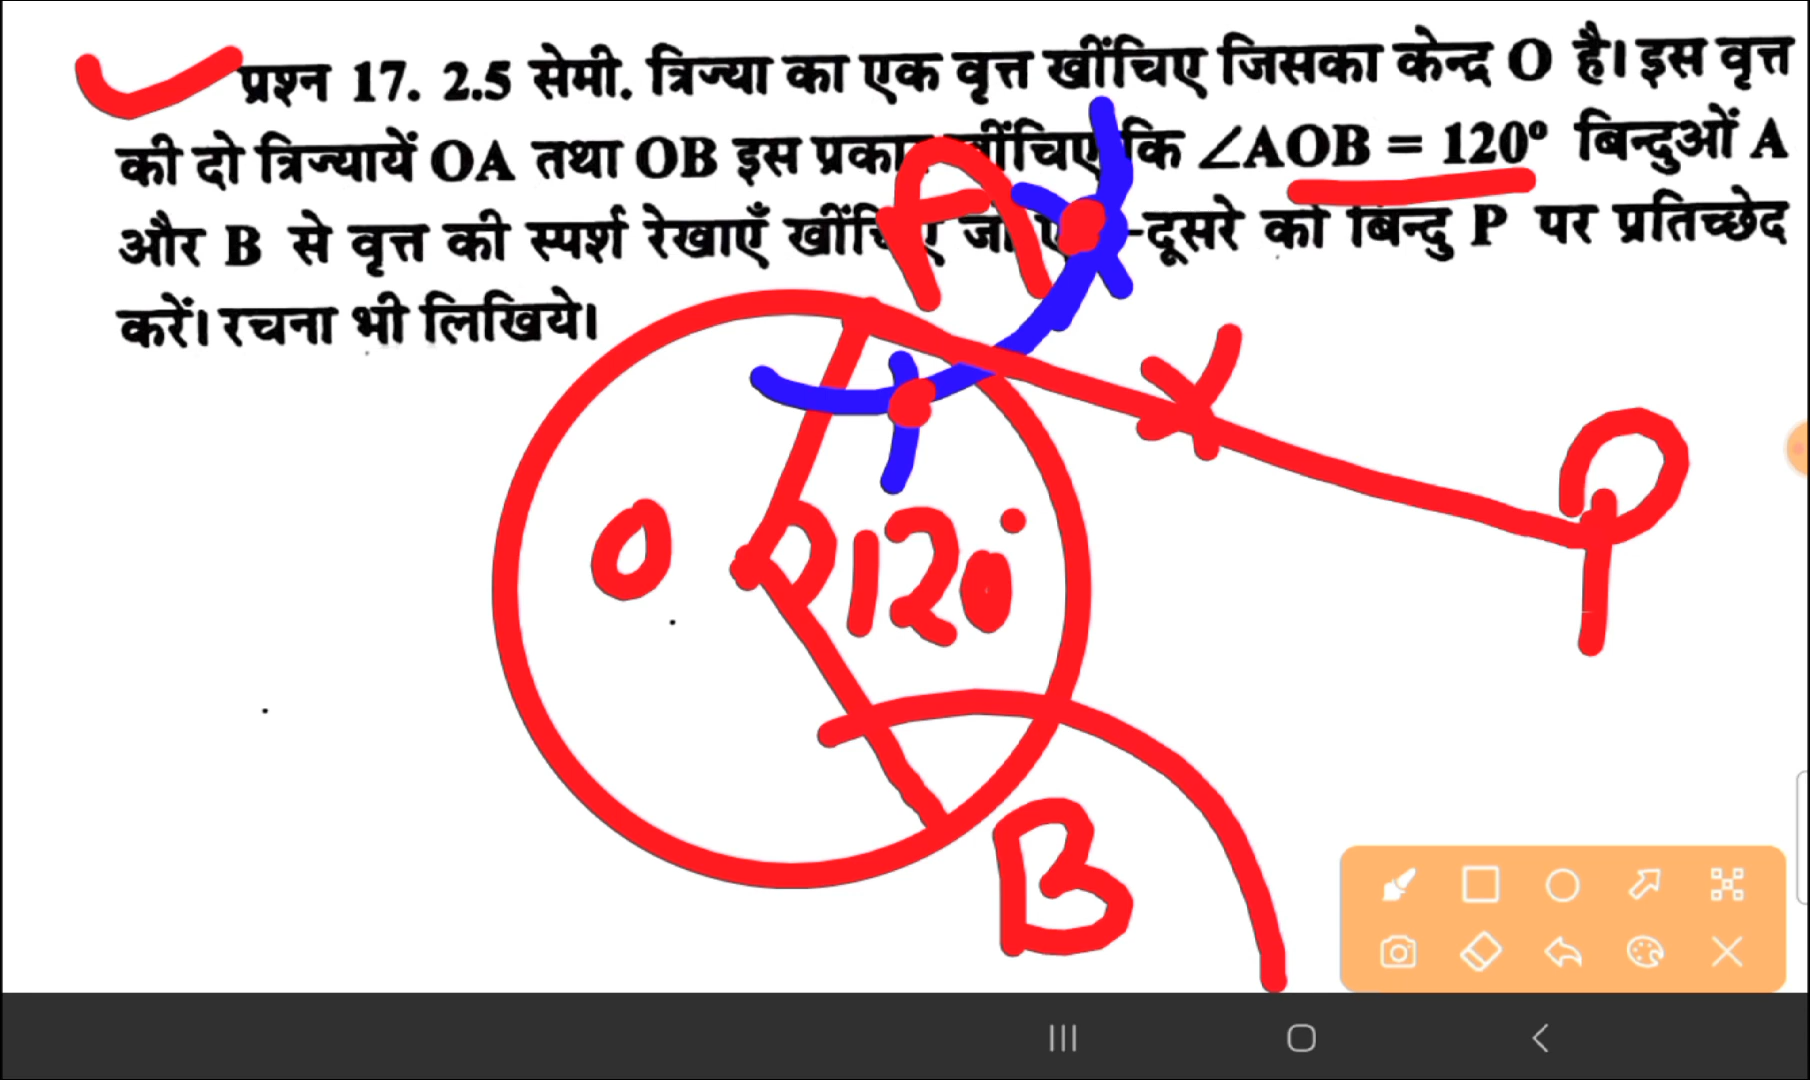 प्रश्न 17. 2.5 सेमी. त्रिज्या का एक वृत्त खींचिए जिसका केन्द्र O है। इस वृत्त
की दो त्रिज्यायें OA तथा OB इस प्रकार खींचिए कि ∠AOB = 120° बिन्दुओं A
और B से वृत्त की स्पर्श रेखाएँ खींचिए -दूसरे को बिन्दु P पर प्रतिच्छेद
करें। रचना भी लिखिये।
A
O
120°
P
B